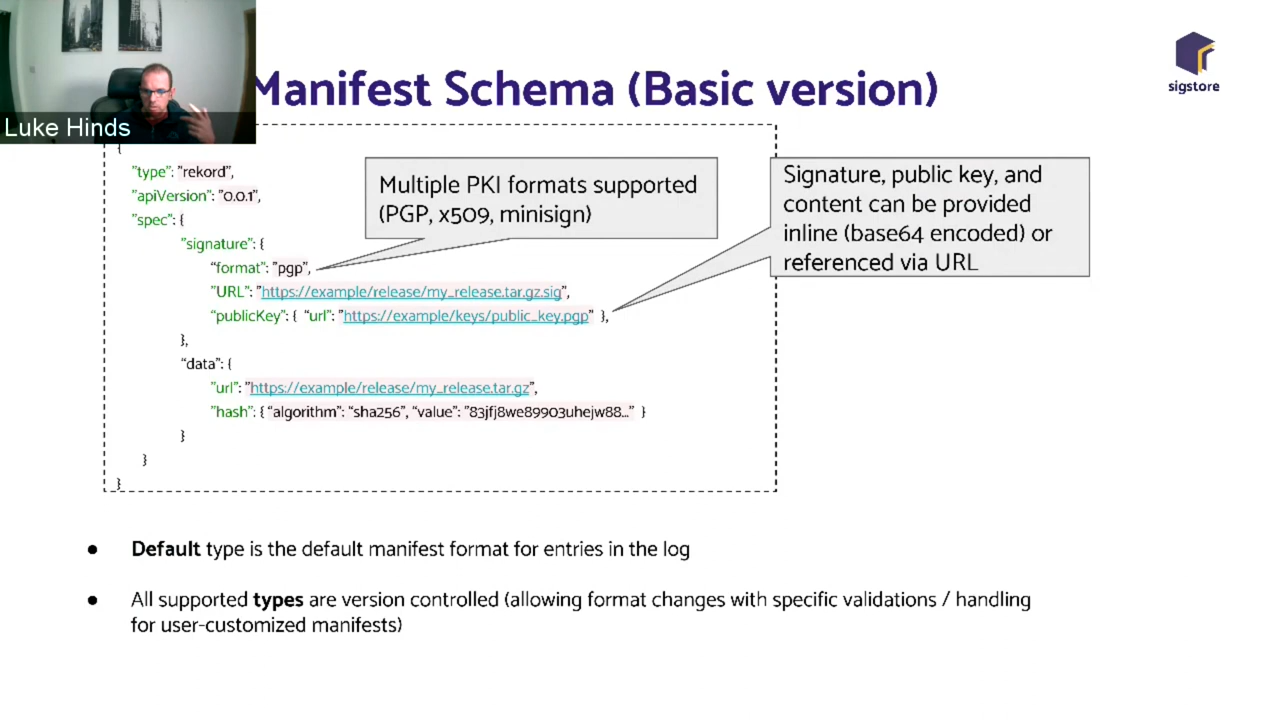 Manifest Schema (Basic version)
sigstore
Luke Hinds
{
"type": "rekord",
"apiVersion": "0.0.1",
"spec": {
"signature": {
"format": "pgp",
"URL": "https://example/release/my_release.tar.gz.sig",
"publicKey": { "url": "https://example/keys/public_key.pgp" },
},
"data": {
"url": "https://example/release/my_release.tar.gz",
"hash": { "algorithm": "sha256", "value": "83jfj8we89903uhejw88..." }
}
}
}
Multiple PKI formats supported
(PGP, x509, minisign)
Signature, public key, and
content can be provided
inline (base64 encoded) or
referenced via URL
● Default type is the default manifest format for entries in the log
● All supported types are version controlled (allowing format changes with specific validations / handling
for user-customized manifests)